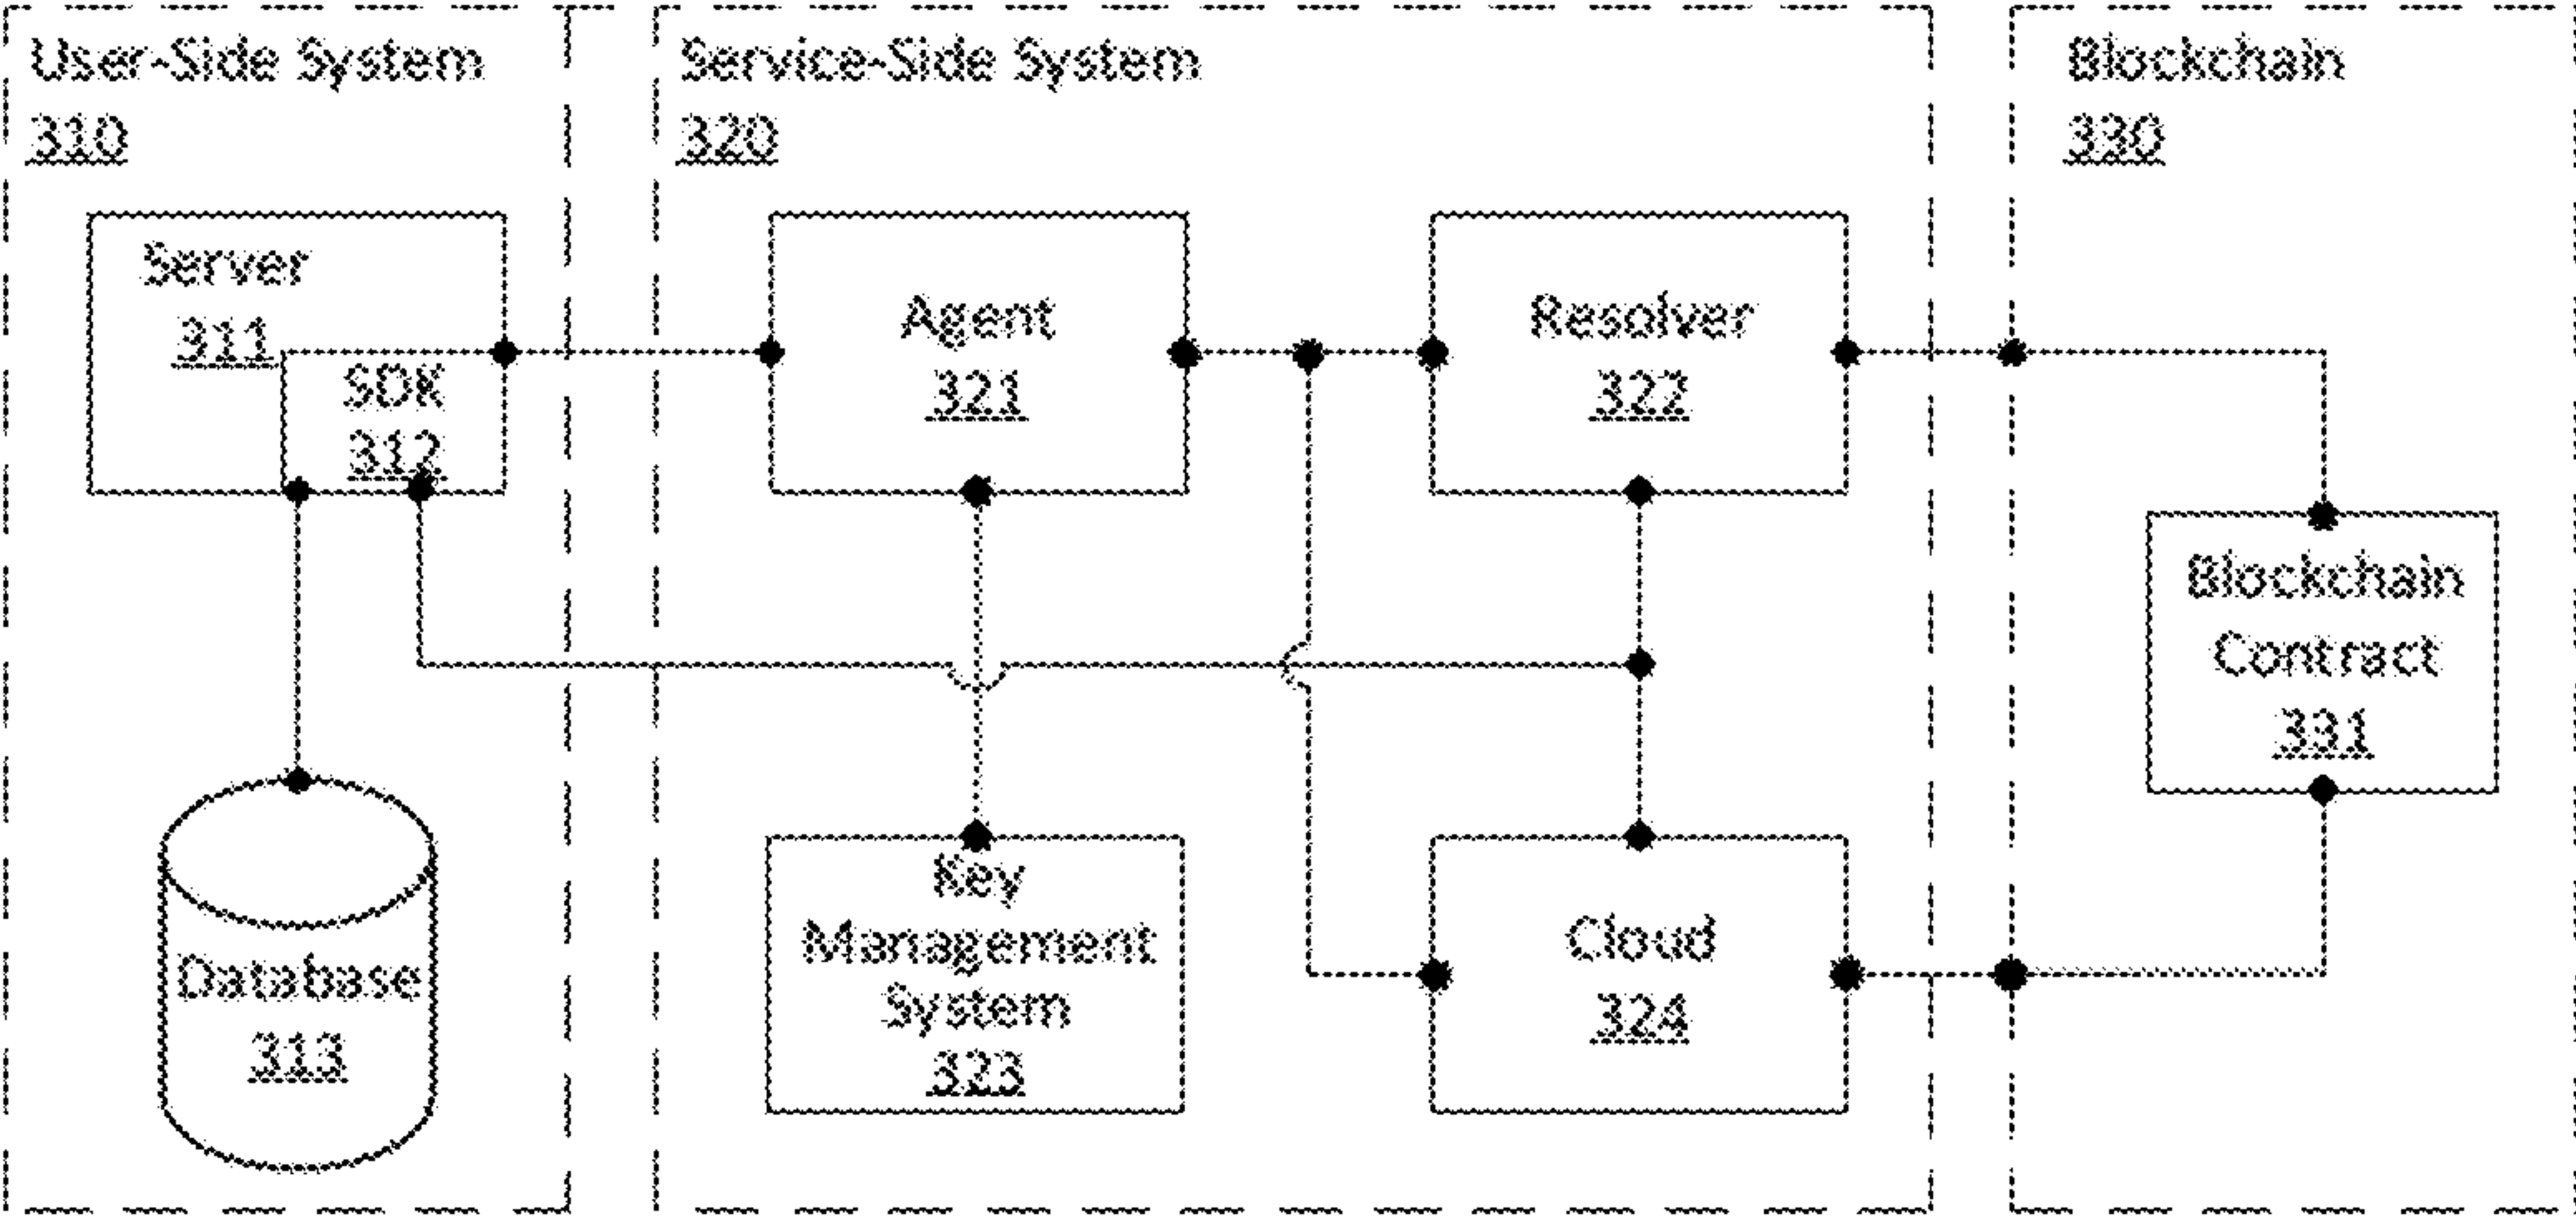 User-Side System
310
Service-Side System
320
Blockchain
330
Server
311
SDK
312
Agent
321
Resolver
322
Blockchain
Contract
331
Database
313
Key
Management
System
323
Cloud
324